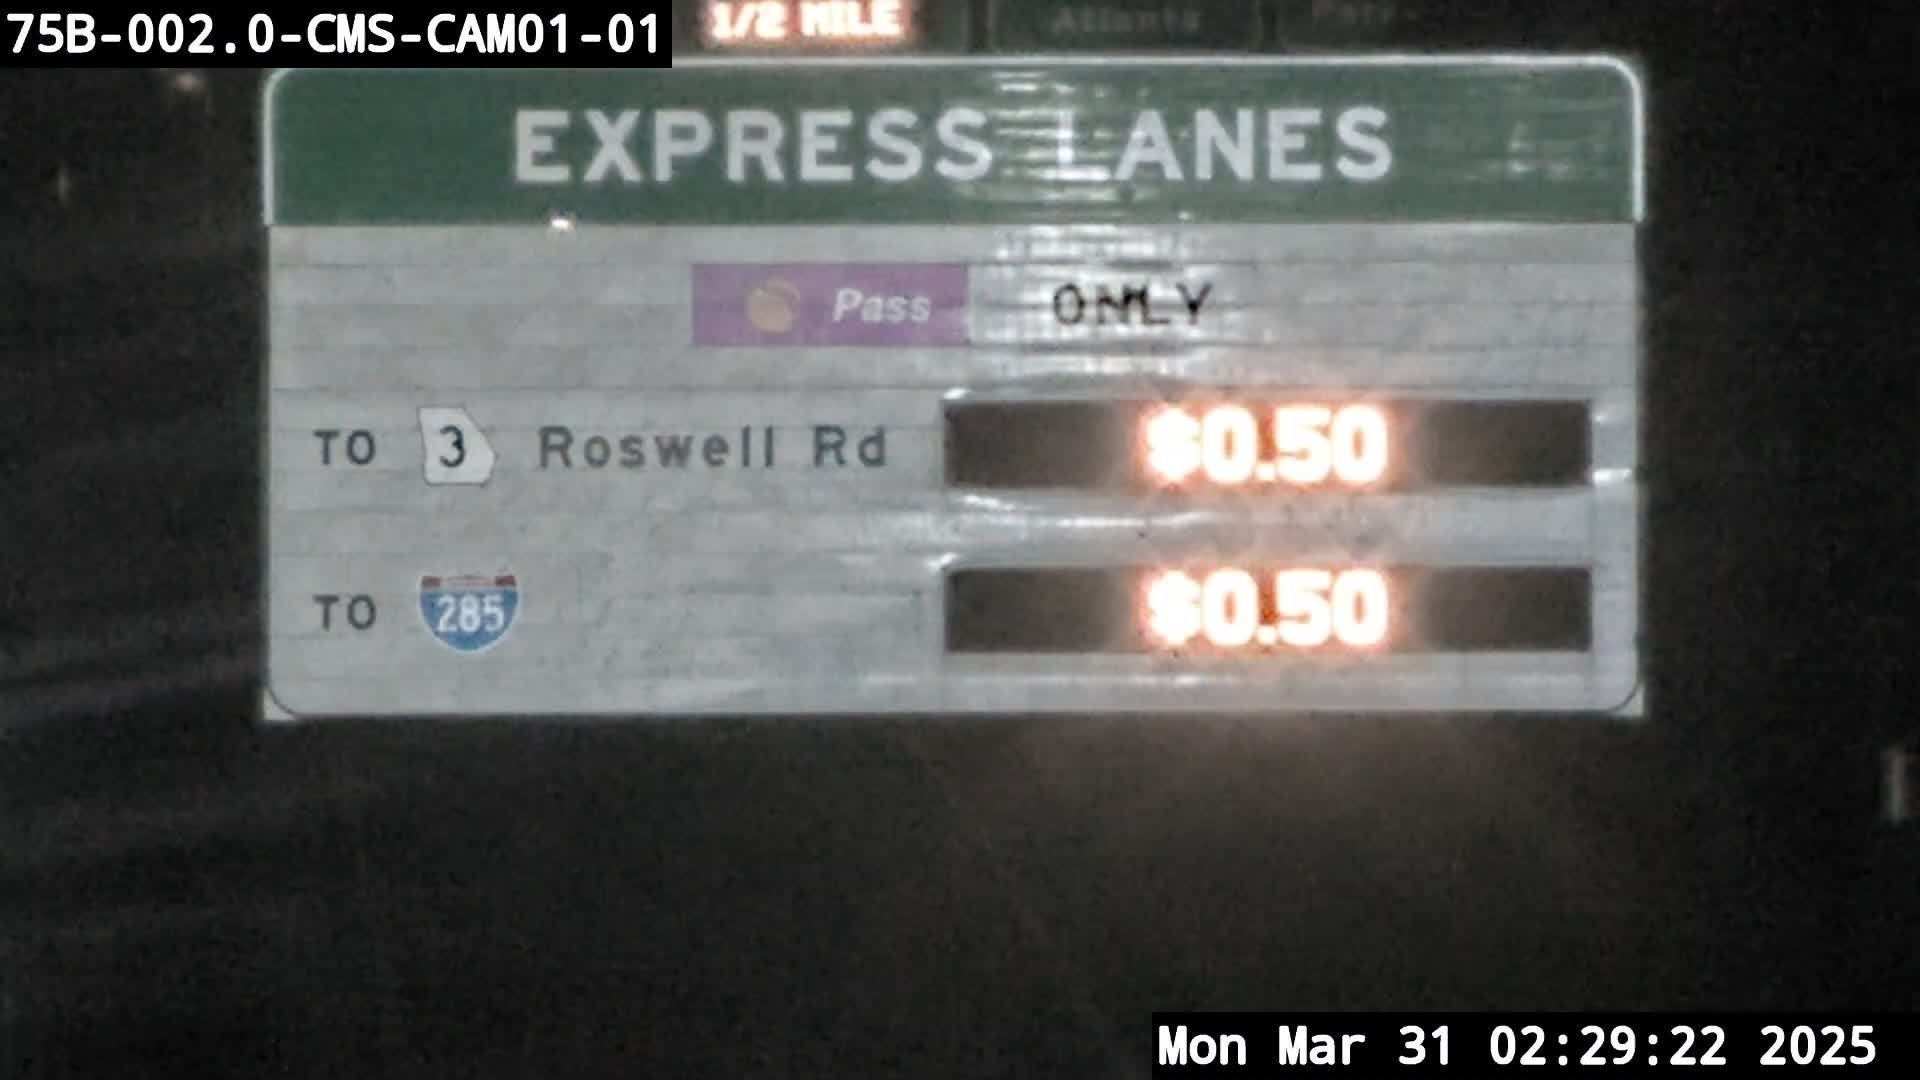 75B-002.0-CMS-CAM01-01
1/2 MILE
Atlanta
EXPRESS LANES
Pass ONLY
TO 3 Roswell Rd $0.50
TO 285 $0.50
Mon Mar 31 02:29:22 2025